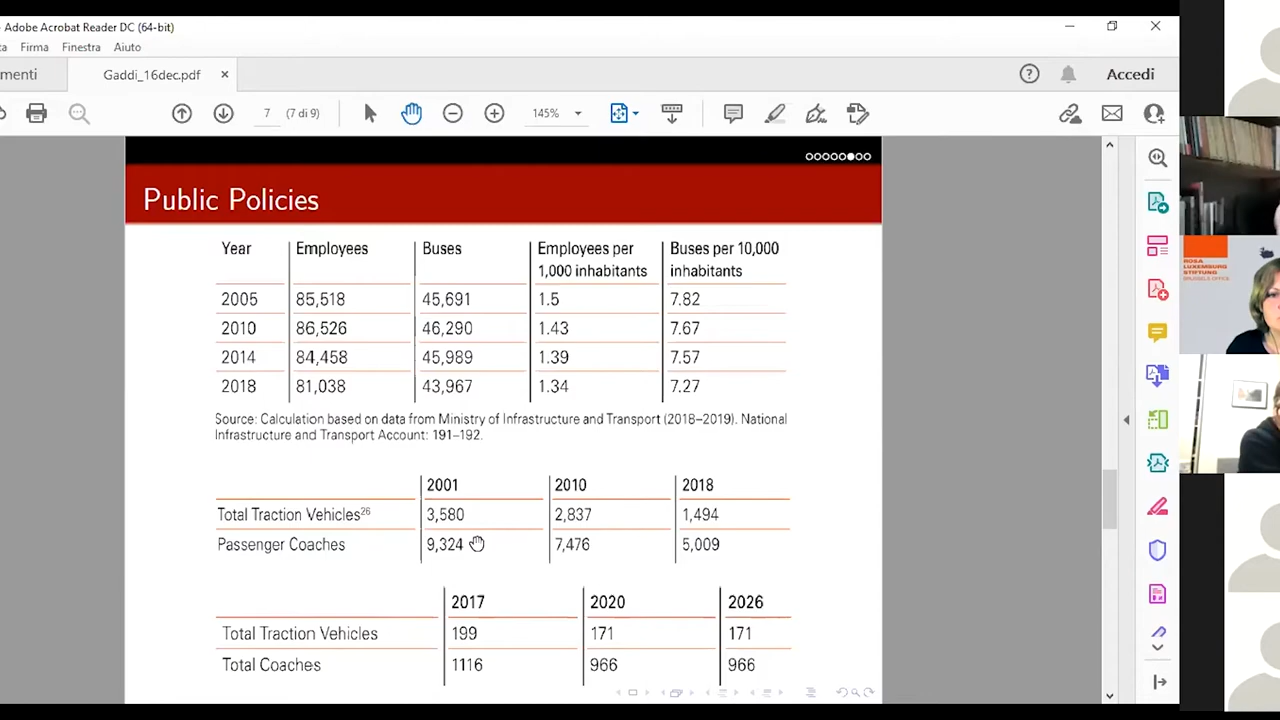 - Adobe Acrobat Reader DC (64-bit)
Firma Finestra Aiuto
menti
Gaddi_16dec.pdf
Accedi
7 (7 di 9)
145%
Public Policies
Year Employees Buses Employees per 1,000 inhabitants Buses per 10,000 inhabitants
2005 85,518 45,691 1.5 7.82
2010 86,526 46,290 1.43 7.67
2014 84,458 45,989 1.39 7.57
2018 81,038 43,967 1.34 7.27
Source: Calculation based on data from Ministry of Infrastructure and Transport (2018–2019). National
Infrastructure and Transport Account: 191–192.
2001 2010 2018
Total Traction Vehicles26 3,580 2,837 1,494
Passenger Coaches 9,324 7,476 5,009
2017 2020 2026
Total Traction Vehicles 199 171 171
Total Coaches 1116 966 966
ROSA
LUXEMBURG
STIFTUNG
BRUSSELS OFFICE